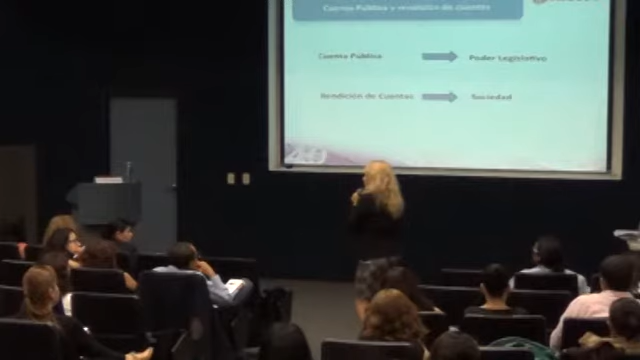 Cuenta Pública y rendición de cuentas
Cuenta Pública Poder Legislativo
Rendición de Cuentas Sociedad